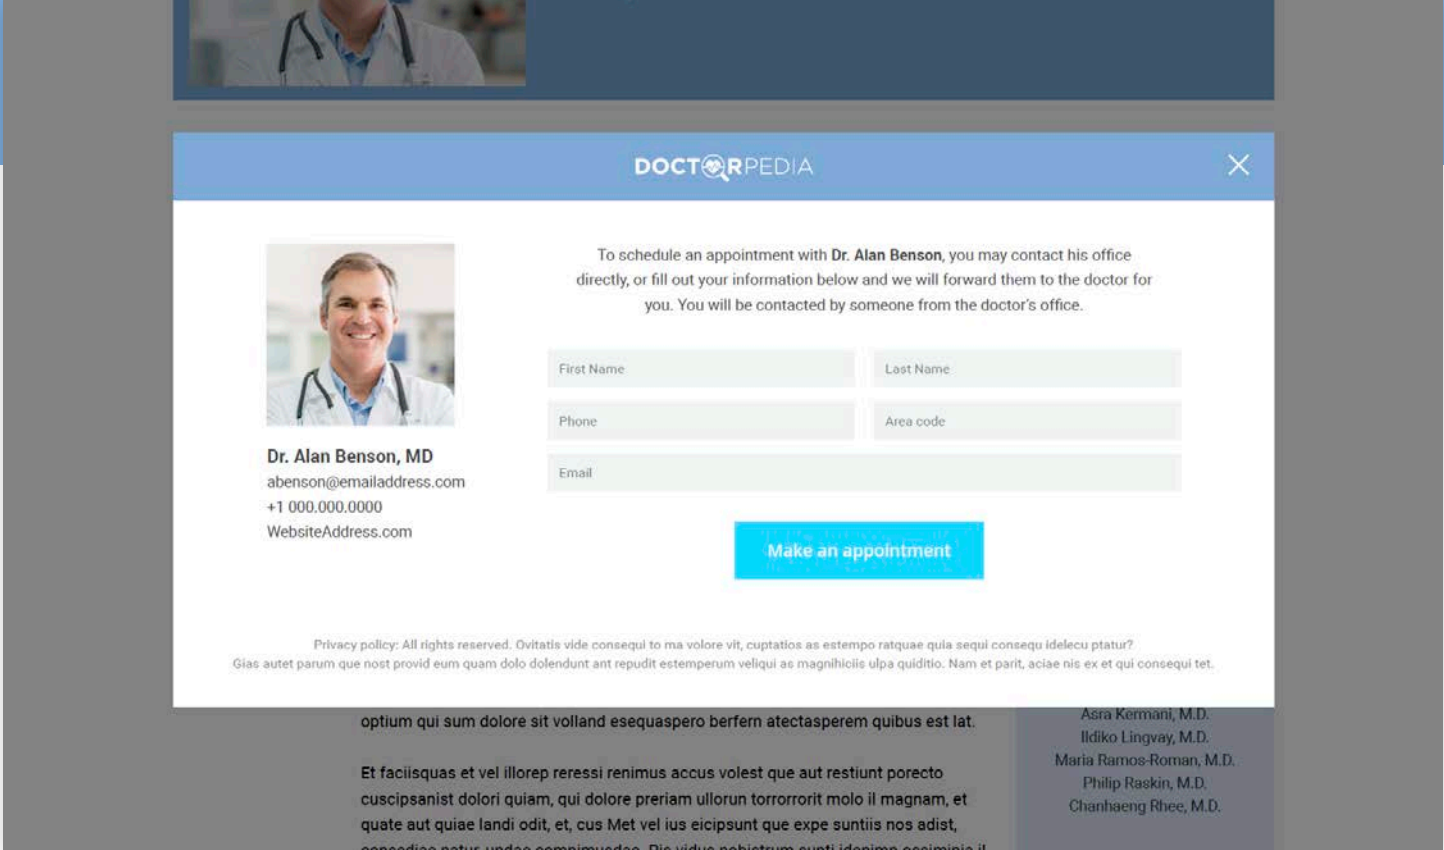 DOCTORPEDIA
To schedule an appointment with Dr. Alan Benson, you may contact his office
directly, or fill out your information below and we will forward them to the doctor for
you. You will be contacted by someone from the doctor's office.
First Name
Last Name
Phone
Area code
Email
Make an appointment
Dr. Alan Benson, MD
abenson@emailaddress.com
+1 000.000.0000
WebsiteAddress.com
Privacy policy: All rights reserved. Ovitatis vide consequi to ma volore vit, cuptatios as estempo ratquae quia sequi consequ idelecu ptatur?
Gias autet parum que nost provid eum quam dolo dolendunt ant repudit estemperum veliqui as magnihiciis ulpa quiditio. Nam et parit, aciae nis ex et qui consequi tet.
optium qui sum dolore sit volland esequaspero berfern atectasperem quibus est lat.
Et faciisquas et vel illorep reressi renimus accus volest que aut restiunt porecto
cuscipsanist dolori quiam, qui dolore preriam ullorun torrorrorit molo il magnam, et
quate aut quiae landi odit, et, cus Met vel ius eicipsunt que expe suntiis nos adist,
Asra Kermani, M.D.
Ildiko Lingvay, M.D.
Maria Ramos-Roman, M.D.
Philip Raskin, M.D.
Chanhaeng Rhee, M.D.